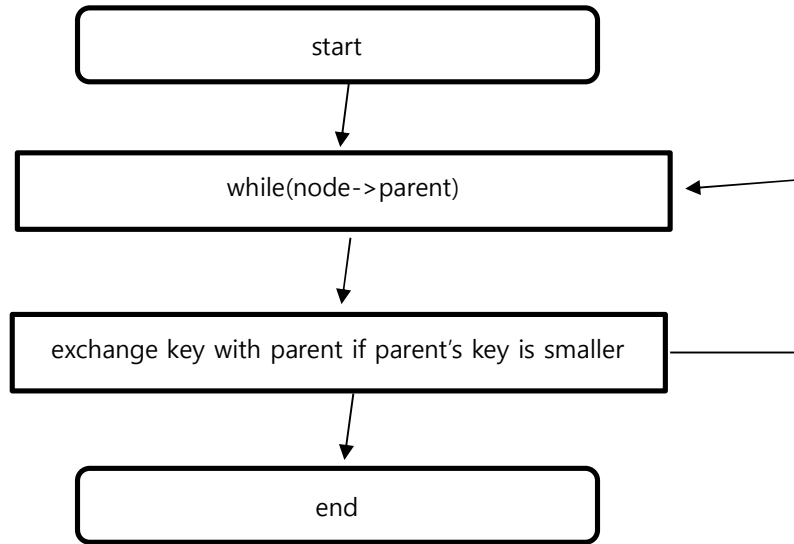 start
while(node->parent)
exchange key with parent if parent’s key is smaller
end